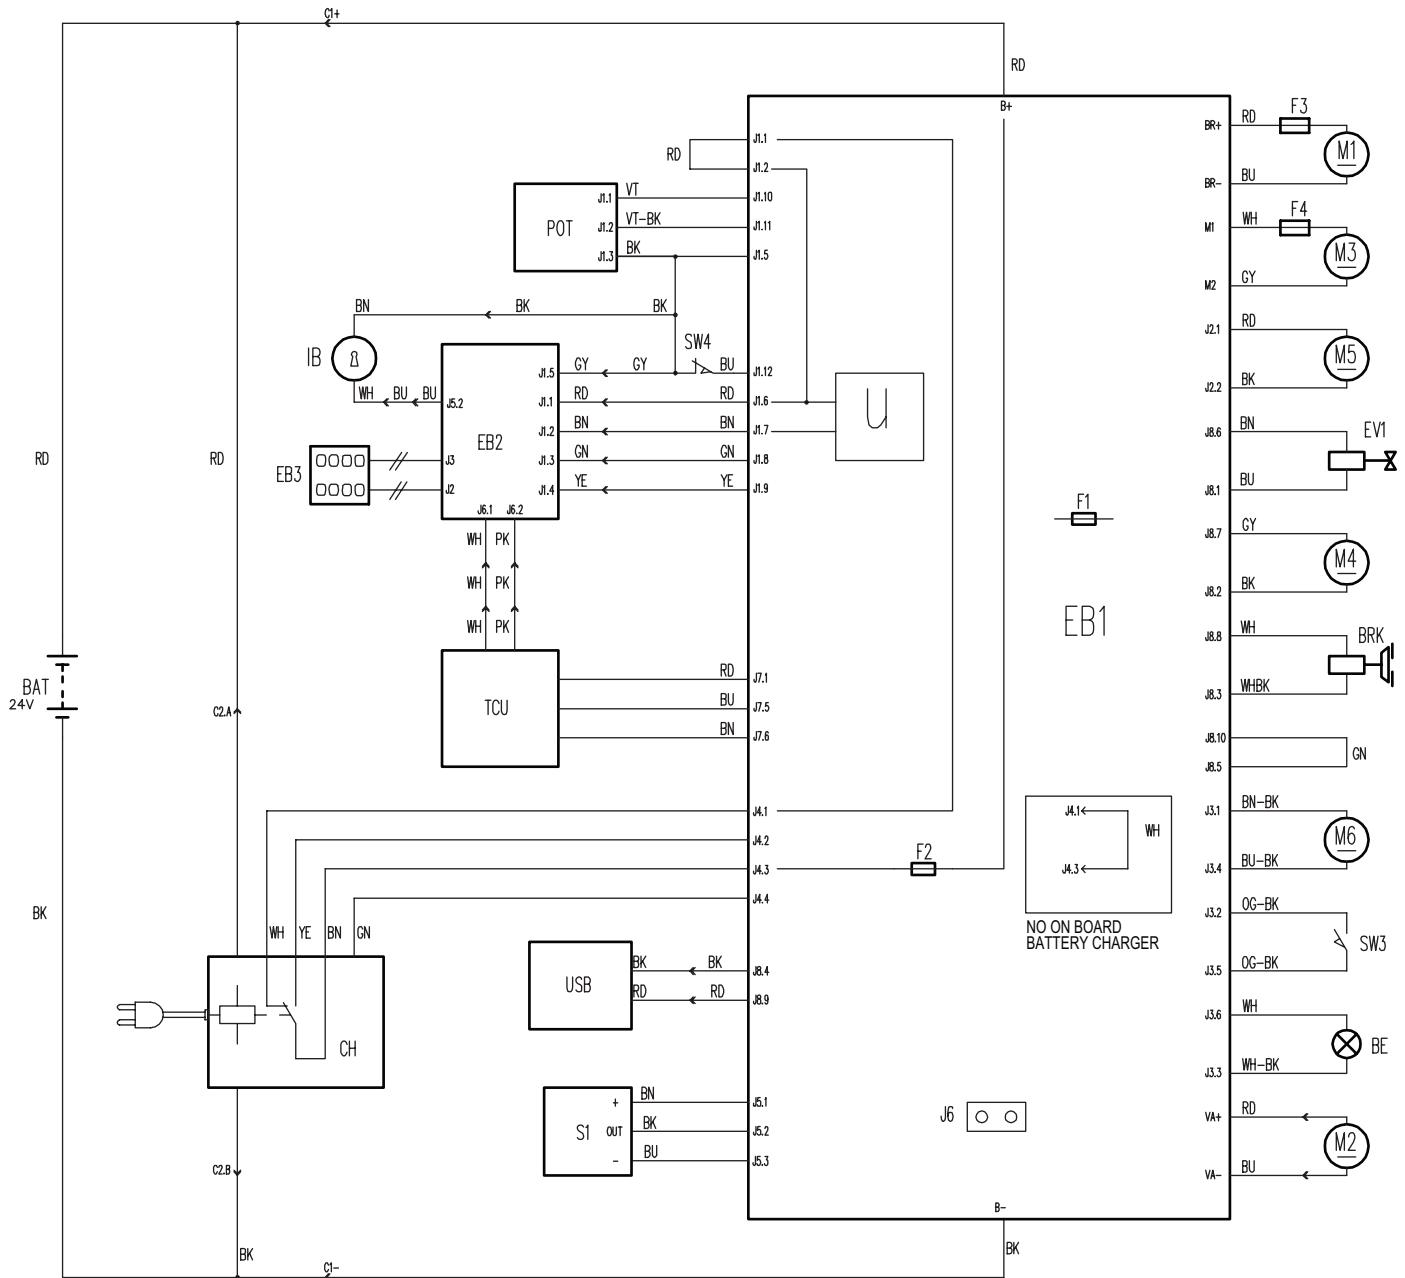 C1+
RD
B+
J1.1
RD
J1.2
J1.1 VT J1.10
POT J1.2 VT-BK J1.11
J1.3 BK J1.5
BN BK BK
IB
SW4
J1.5 GY GY BU J1.12
WH BU BU J5.2
J1.1 RD RD J1.6
U
EB2
J1.2 BN BN J1.7
J1.3 GN GN J1.8
J1.4 YE YE J1.9
EB3
J3
J2
J6.1 J6.2
WH PK
WH PK
WH PK
TCU
RD J7.1
BU J7.5
BN J7.6
RD
RD
BAT
24V
C2.A
J4.1
J4.2
J4.3
F2
J4.4
BK
WH YE BN GN
CH
USB
BK BK J8.4
RD RD J8.9
S1
+ BN J5.1
OUT BK J5.2
- BU J5.3
C2.B
BK
C1-
F1
EB1
J4.1
WH
J4.3
NO ON BOARD
BATTERY CHARGER
J6
B-
BK
BR+ RD F3
M1
BR- BU
M1 WH F4
M3
M2 GY
J2.1 RD
M5
J2.2 BK
J8.6 BN
EV1
J8.1 BU
J8.7 GY
M4
J8.2 BK
J8.8 WH
BRK
J8.3 WHBK
J8.10
GN
J8.5
J3.1 BN-BK
M6
J3.4 BU-BK
J3.2 OG-BK
SW3
J3.5 OG-BK
J3.6 WH
BE
J3.3 WH-BK
VA+ RD
M2
VA- BU